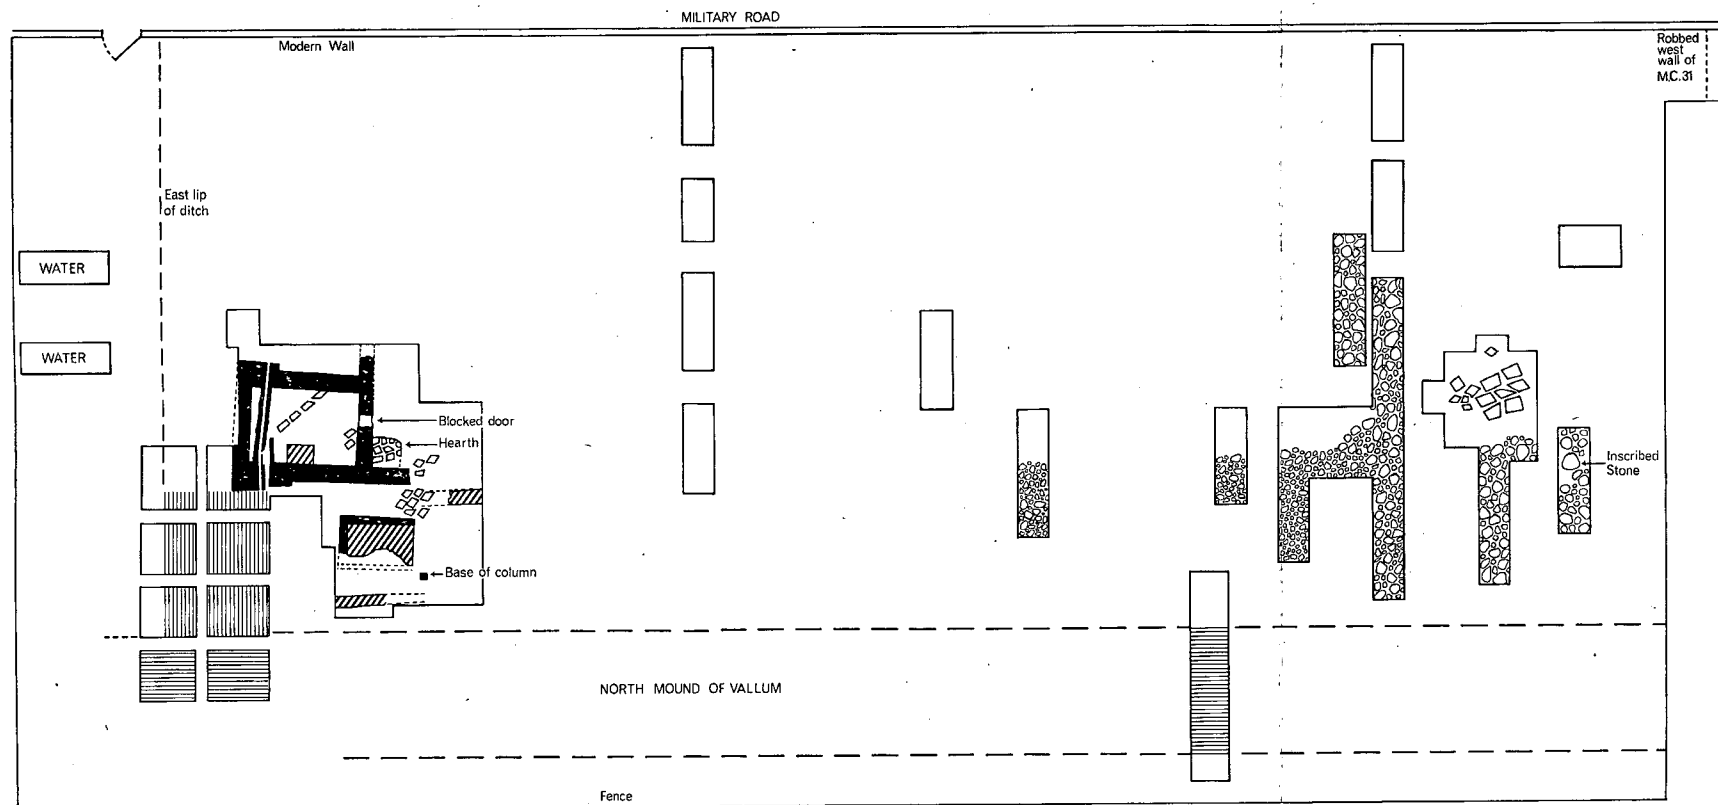 MILITARY ROAD
Modern Wall
Robbed
west
wall of
M.C.31
East lip
of ditch
WATER
WATER
Blocked door
Hearth
Inscribed
Stone
Base of column
NORTH MOUND OF VALLUM
Fence